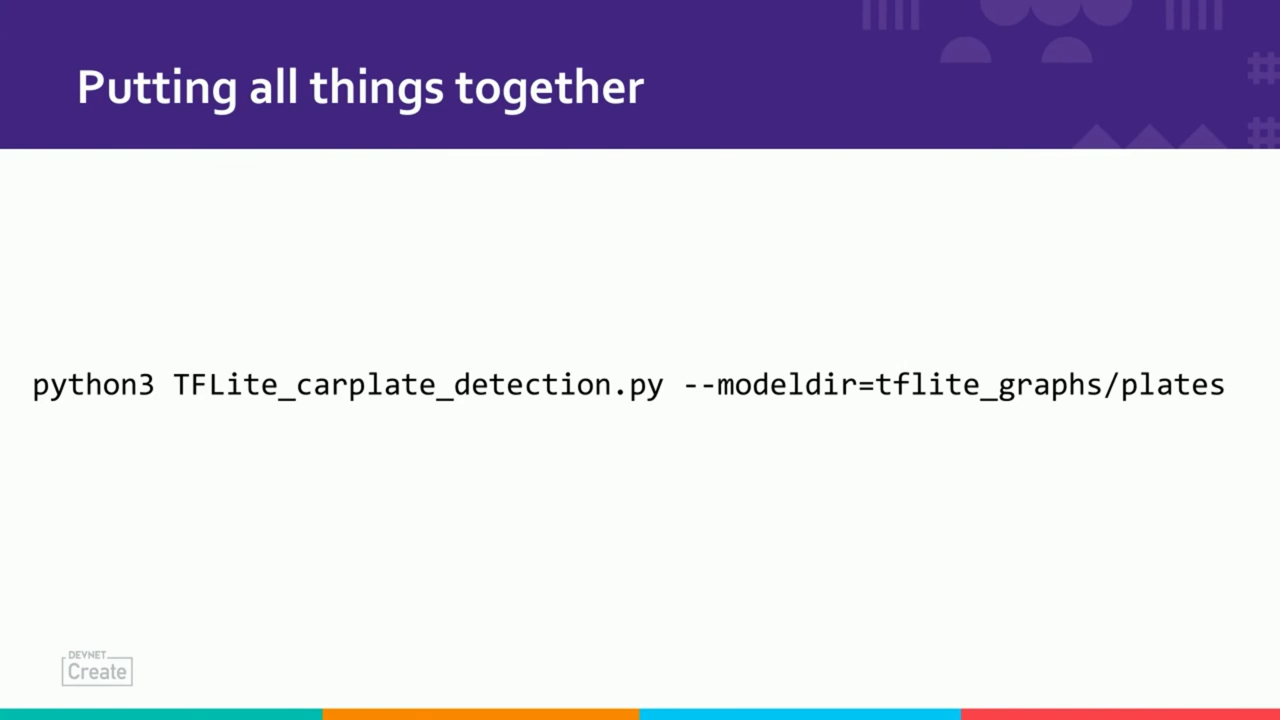 Putting all things together
python3 TFLite_carplate_detection.py --modeldir=tflite_graphs/plates
DEVNET
Create